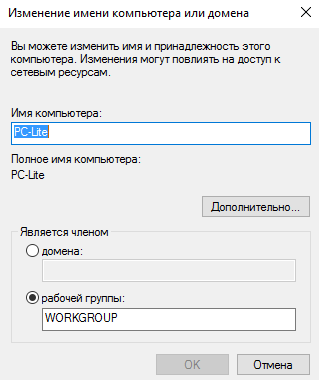 Изменение имени компьютера или домена
Вы можете изменить имя и принадлежность этого
компьютера. Изменения могут повлиять на доступ к
сетевым ресурсам.
Имя компьютера:
PC-Lite
Полное имя компьютера:
PC-Lite
Дополнительно...
Является членом
домена:
рабочей группы:
WORKGROUP
OK
Отмена